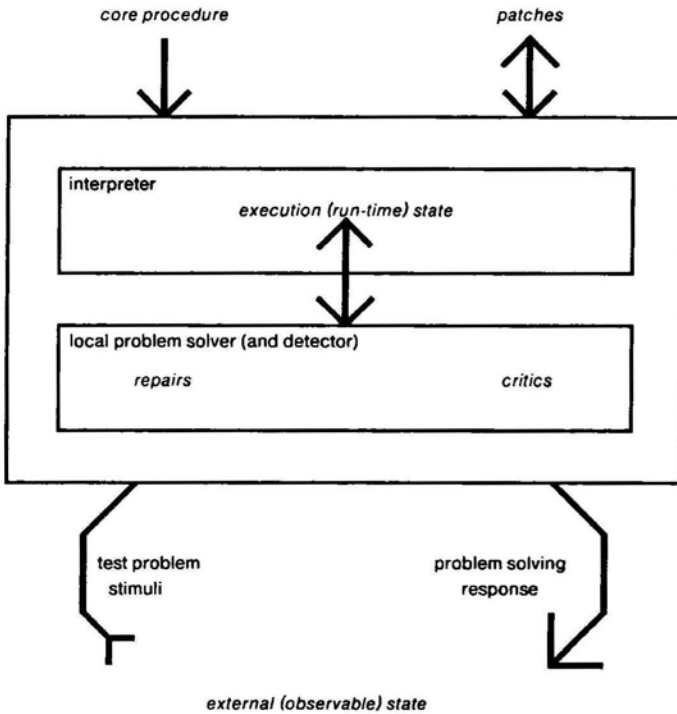 core procedure
patches
interpreter
execution (run-time) state
local problem solver (and detector)
repairs
critics
test problem
stimuli
problem solving
response
external (observable) state